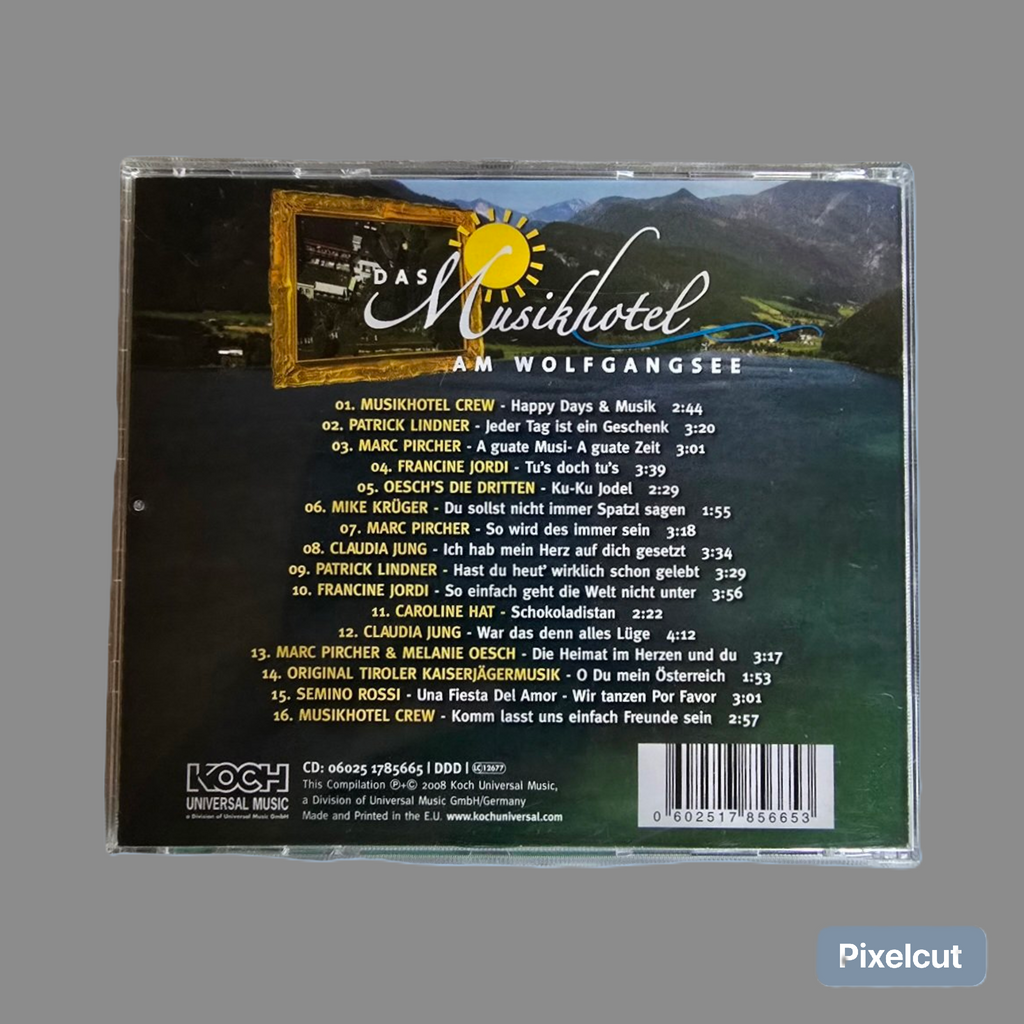 DAS Musikhotel
AM WOLFGANGSEE
01. MUSIKHOTEL CREW - Happy Days & Musik 2:44
02. PATRICK LINDNER - Jeder Tag ist ein Geschenk 3:20
03. MARC PIRCHER - A guate Musi- A guate Zeit 3:01
04. FRANCINE JORDI - Tu's doch tu's 3:39
05. OESCH'S DIE DRITTEN - Ku-Ku Jodel 2:29
06. MIKE KRÜGER - Du sollst nicht immer Spatzl sagen 1:55
07. MARC PIRCHER - So wird des immer sein 3:18
08. CLAUDIA JUNG - Ich hab mein Herz auf dich gesetzt 3:34
09. PATRICK LINDNER - Hast du heut' wirklich schon gelebt 3:29
10. FRANCINE JORDI - So einfach geht die Welt nicht unter 3:56
11. CAROLINE HAT - Schokoladistan 2:22
12. CLAUDIA JUNG - War das denn alles Lüge 4:12
13. MARC PIRCHER & MELANIE OESCH - Die Heimat im Herzen und du 3:17
14. ORIGINAL TIROLER KAISERJÄGERMUSIK - O Du mein Österreich 1:53
15. SEMINO ROSSI - Una Fiesta Del Amor - Wir tanzen Por Favor 3:01
16. MUSIKHOTEL CREW - Komm lasst uns einfach Freunde sein 2:57
KOCH
UNIVERSAL MUSIC
a Division of Universal Music GmbH
CD: 06025 1785665 | DDD | LC 12677
This Compilation ℗+© 2008 Koch Universal Music,
a Division of Universal Music GmbH/Germany
Made and Printed in the E.U. www.kochuniversal.com
0 602517 856653
Pixelcut